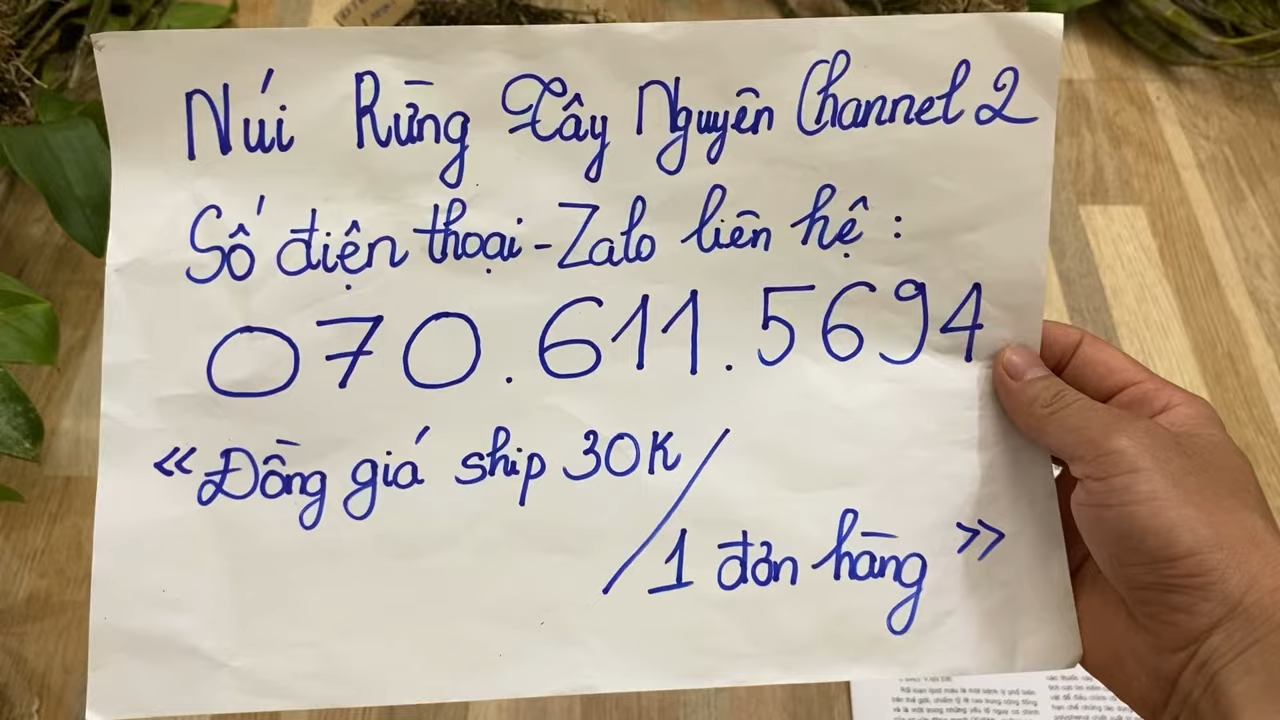 Núi Rừng Tây Nguyên Channel 2
Số điện thoại - Zalo liên hệ :
070.611.5694
« Đồng giá ship 30K/
1 đơn hàng »